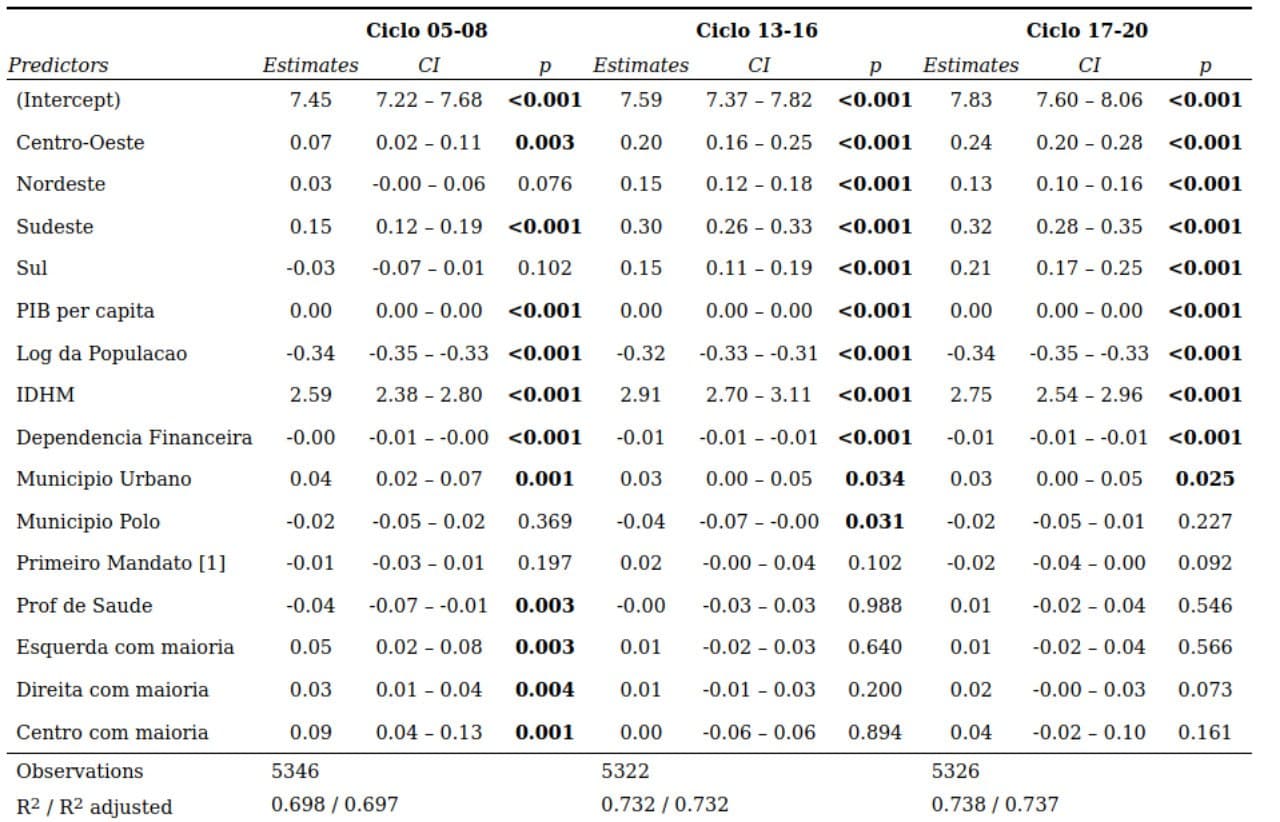 Ciclo 05-08 Ciclo 13-16 Ciclo 17-20
Predictors Estimates CI p Estimates CI p Estimates CI p
(Intercept) 7.45 7.22 – 7.68 <0.001 7.59 7.37 – 7.82 <0.001 7.83 7.60 – 8.06 <0.001
Centro-Oeste 0.07 0.02 – 0.11 0.003 0.20 0.16 – 0.25 <0.001 0.24 0.20 – 0.28 <0.001
Nordeste 0.03 -0.00 – 0.06 0.076 0.15 0.12 – 0.18 <0.001 0.13 0.10 – 0.16 <0.001
Sudeste 0.15 0.12 – 0.19 <0.001 0.30 0.26 – 0.33 <0.001 0.32 0.28 – 0.35 <0.001
Sul -0.03 -0.07 – 0.01 0.102 0.15 0.11 – 0.19 <0.001 0.21 0.17 – 0.25 <0.001
PIB per capita 0.00 0.00 – 0.00 <0.001 0.00 0.00 – 0.00 <0.001 0.00 0.00 – 0.00 <0.001
Log da Populacao -0.34 -0.35 – -0.33 <0.001 -0.32 -0.33 – -0.31 <0.001 -0.34 -0.35 – -0.33 <0.001
IDHM 2.59 2.38 – 2.80 <0.001 2.91 2.70 – 3.11 <0.001 2.75 2.54 – 2.96 <0.001
Dependencia Financeira -0.00 -0.01 – -0.00 <0.001 -0.01 -0.01 – -0.01 <0.001 -0.01 -0.01 – -0.01 <0.001
Municipio Urbano 0.04 0.02 – 0.07 0.001 0.03 0.00 – 0.05 0.034 0.03 0.00 – 0.05 0.025
Municipio Polo -0.02 -0.05 – 0.02 0.369 -0.04 -0.07 – -0.00 0.031 -0.02 -0.05 – 0.01 0.227
Primeiro Mandato [1] -0.01 -0.03 – 0.01 0.197 0.02 -0.00 – 0.04 0.102 -0.02 -0.04 – 0.00 0.092
Prof de Saude -0.04 -0.07 – -0.01 0.003 -0.00 -0.03 – 0.03 0.988 0.01 -0.02 – 0.04 0.546
Esquerda com maioria 0.05 0.02 – 0.08 0.003 0.01 -0.02 – 0.03 0.640 0.01 -0.02 – 0.04 0.566
Direita com maioria 0.03 0.01 – 0.04 0.004 0.01 -0.01 – 0.03 0.200 0.02 -0.00 – 0.03 0.073
Centro com maioria 0.09 0.04 – 0.13 0.001 0.00 -0.06 – 0.06 0.894 0.04 -0.02 – 0.10 0.161
Observations 5346 5322 5326
R² / R² adjusted 0.698 / 0.697 0.732 / 0.732 0.738 / 0.737